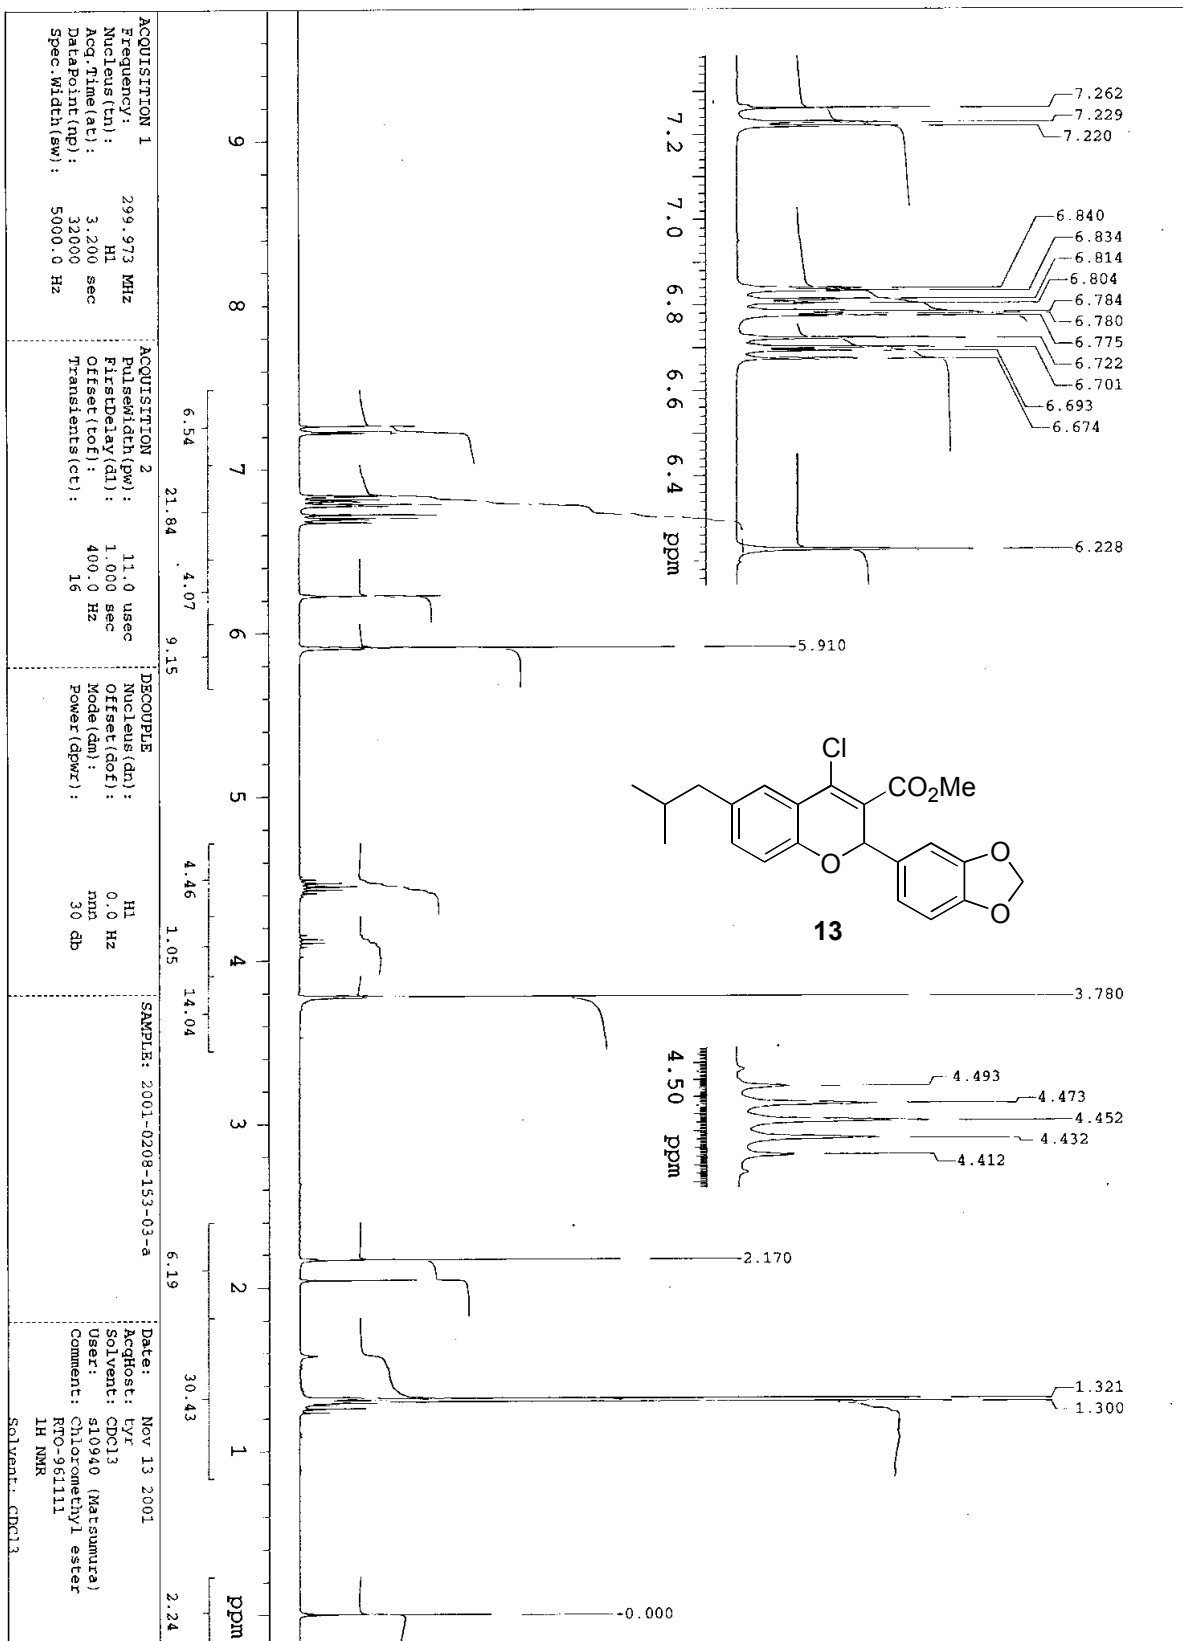 7.262
7.229
7.220
6.840
6.834
6.814
6.804
6.784
6.780
6.775
6.722
6.701
6.693
6.674
6.228
7.2 7.0 6.8 6.6 6.4 ppm
5.910
Cl
CO2Me
O
O
O
13
3.780
4.493
4.473
4.452
4.432
4.412
4.50 ppm
2.170
1.321
1.300
-0.000
9 8 7 6 5 4 3 2 1 ppm
6.54 21.84 4.07 9.15 4.46 1.05 14.04 6.19 30.43 2.24
ACQUISITION 1
Frequency: 299.973 MHz
Nucleus(tn): H1
Acq.Time(at): 3.200 sec
DataPoint(np): 32000
Spec.Width(sw): 5000.0 Hz
ACQUISITION 2
PulseWidth(pw): 11.0 usec
FirstDelay(d1): 1.000 sec
Offset(tof): 400.0 Hz
Transients(ct): 16
DECOUPLE
Nucleus(dn): H1
Offset(dof): 0.0 Hz
Mode(dm): nnn
Power(dpwr): 30 db
SAMPLE: 2001-0208-153-03-a
Date: Nov 13 2001
AcqHost: tyr
Solvent: CDCl3
User: s10940 (Matsumura)
Comment: Chloromethyl ester
RTO-961111
1H NMR
Solvent: CDCl3